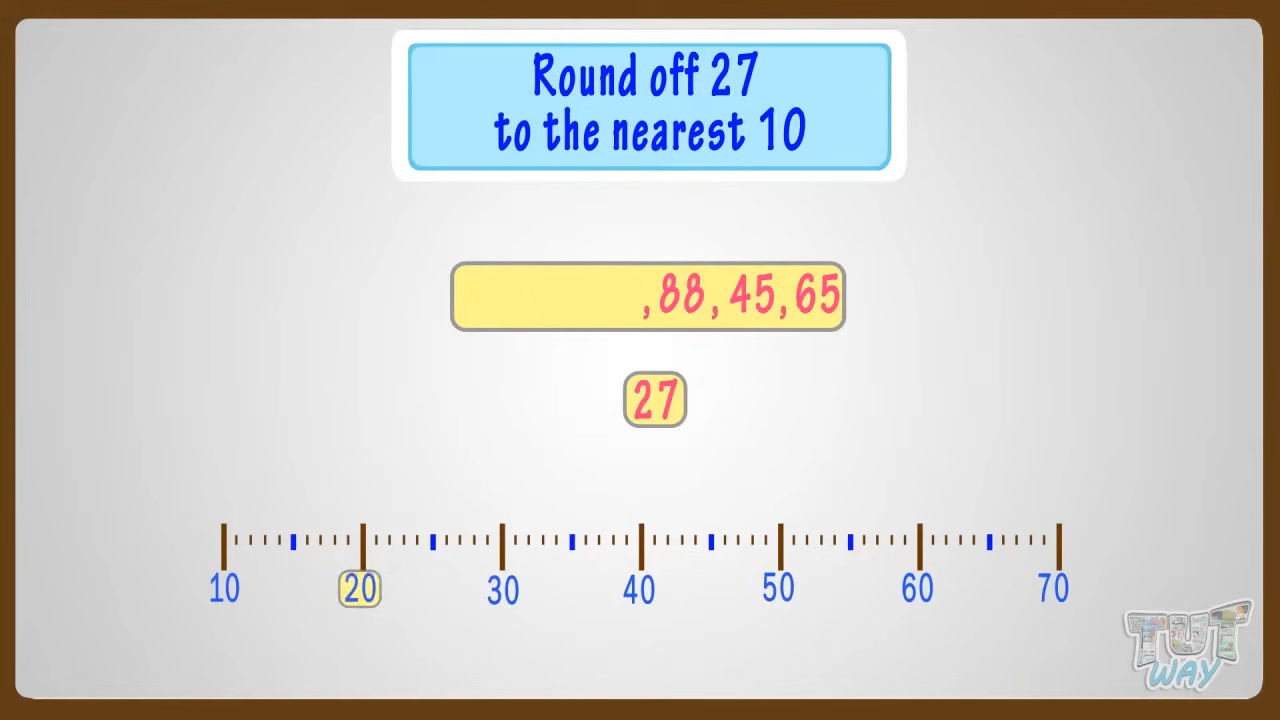 Round off 27
to the nearest 10
,88, 45,65
27
10 20 30 40 50 60 70
TUT
WAY